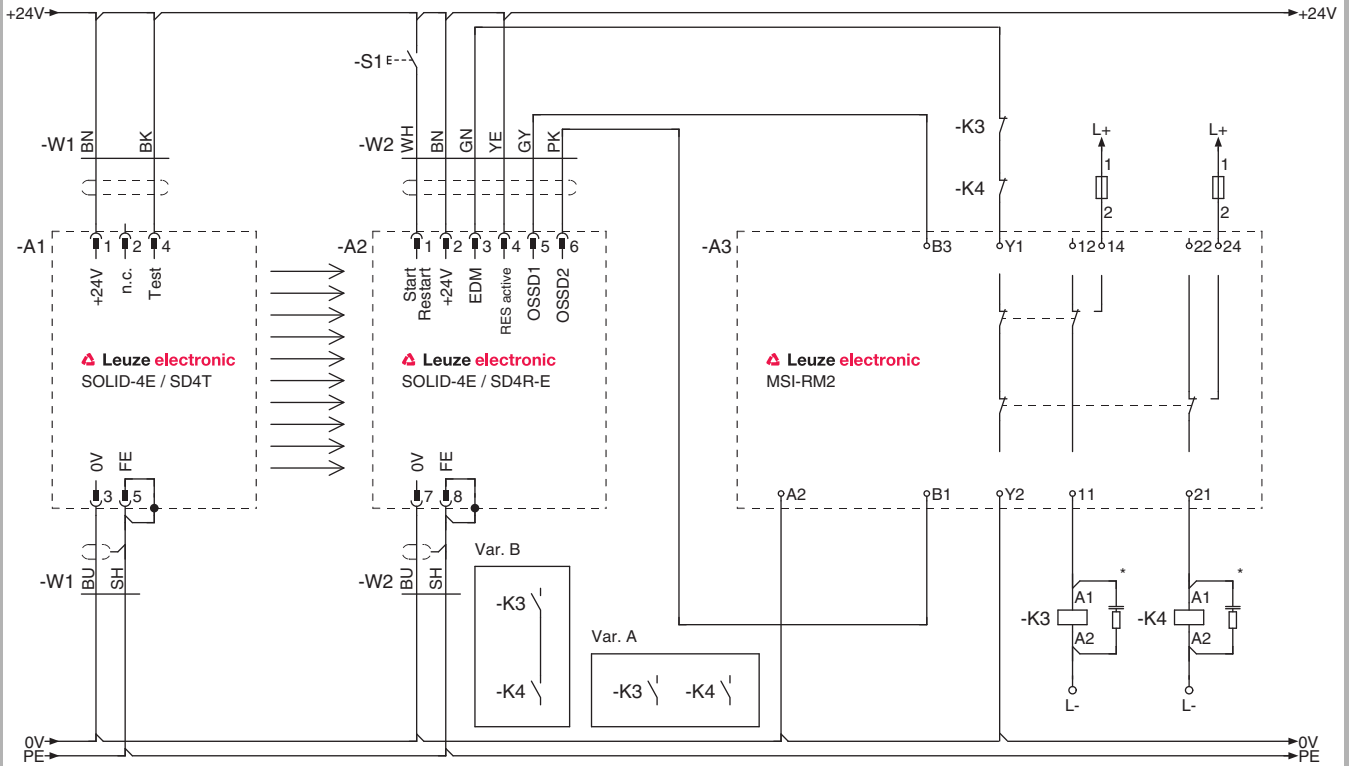 +24V +24V
-S1 E
-K3 L+ L+
-W1 BN BK -W2 WH BN GN YE GY PK
1 1
-K4
2 2
-A1 1 2 4 -A2 1 2 3 4 5 6 -A3 B3 Y1 12 14 22 24
+24V n.c. Test Start Restart +24V EDM RES active OSSD1 OSSD2
Leuze electronic Leuze electronic Leuze electronic
SOLID-4E / SD4T SOLID-4E / SD4R-E MSI-RM2
0V FE 0V FE
3 5 7 8 A2 B1 Y2 11 21
Var. B
-W1 BU SH -W2 BU SH * *
-K3 A1 A1
-K3 -K4
Var. A A2 A2
-K4 -K3 -K4
L- L-
0V 0V
PE PE